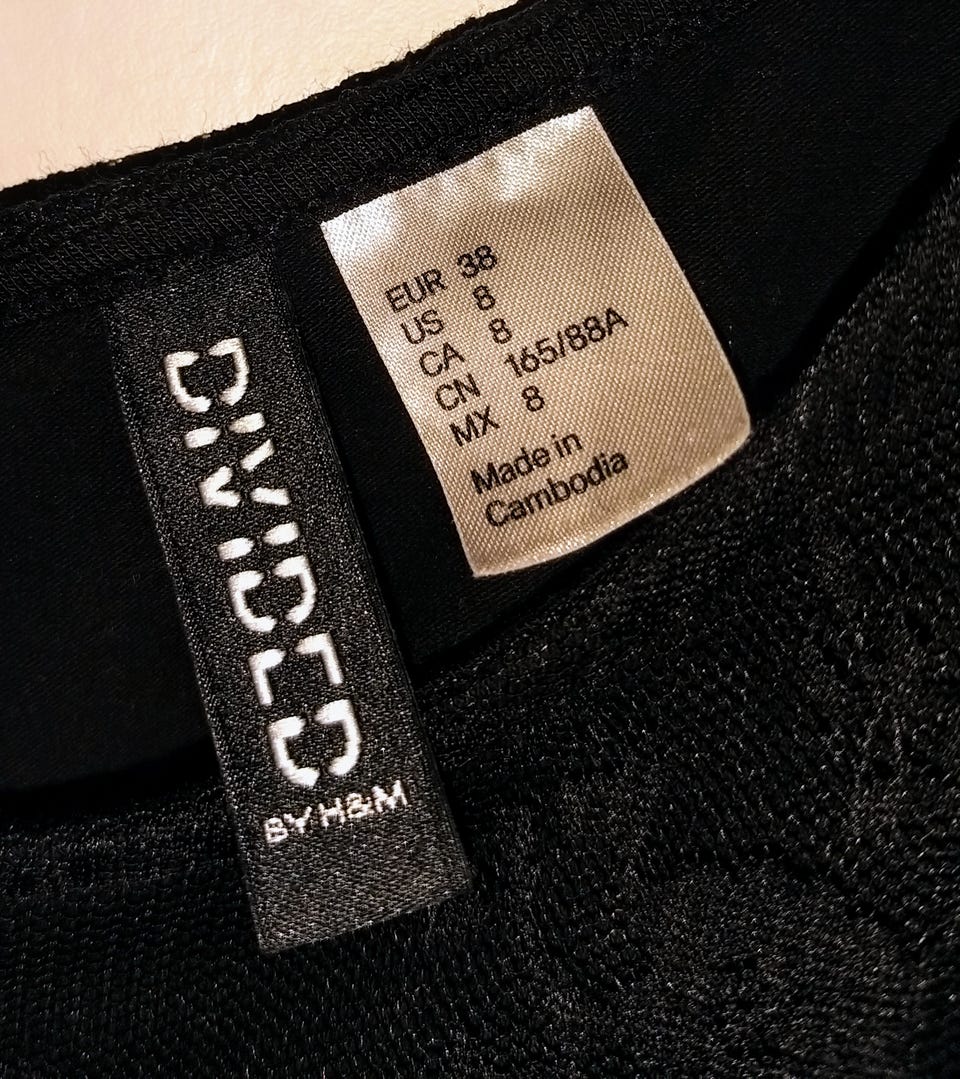 DIVIDED
BY H&M
EUR 38
US 8
CA 8
CN 165/88A
MX 8
Made in
Cambodia